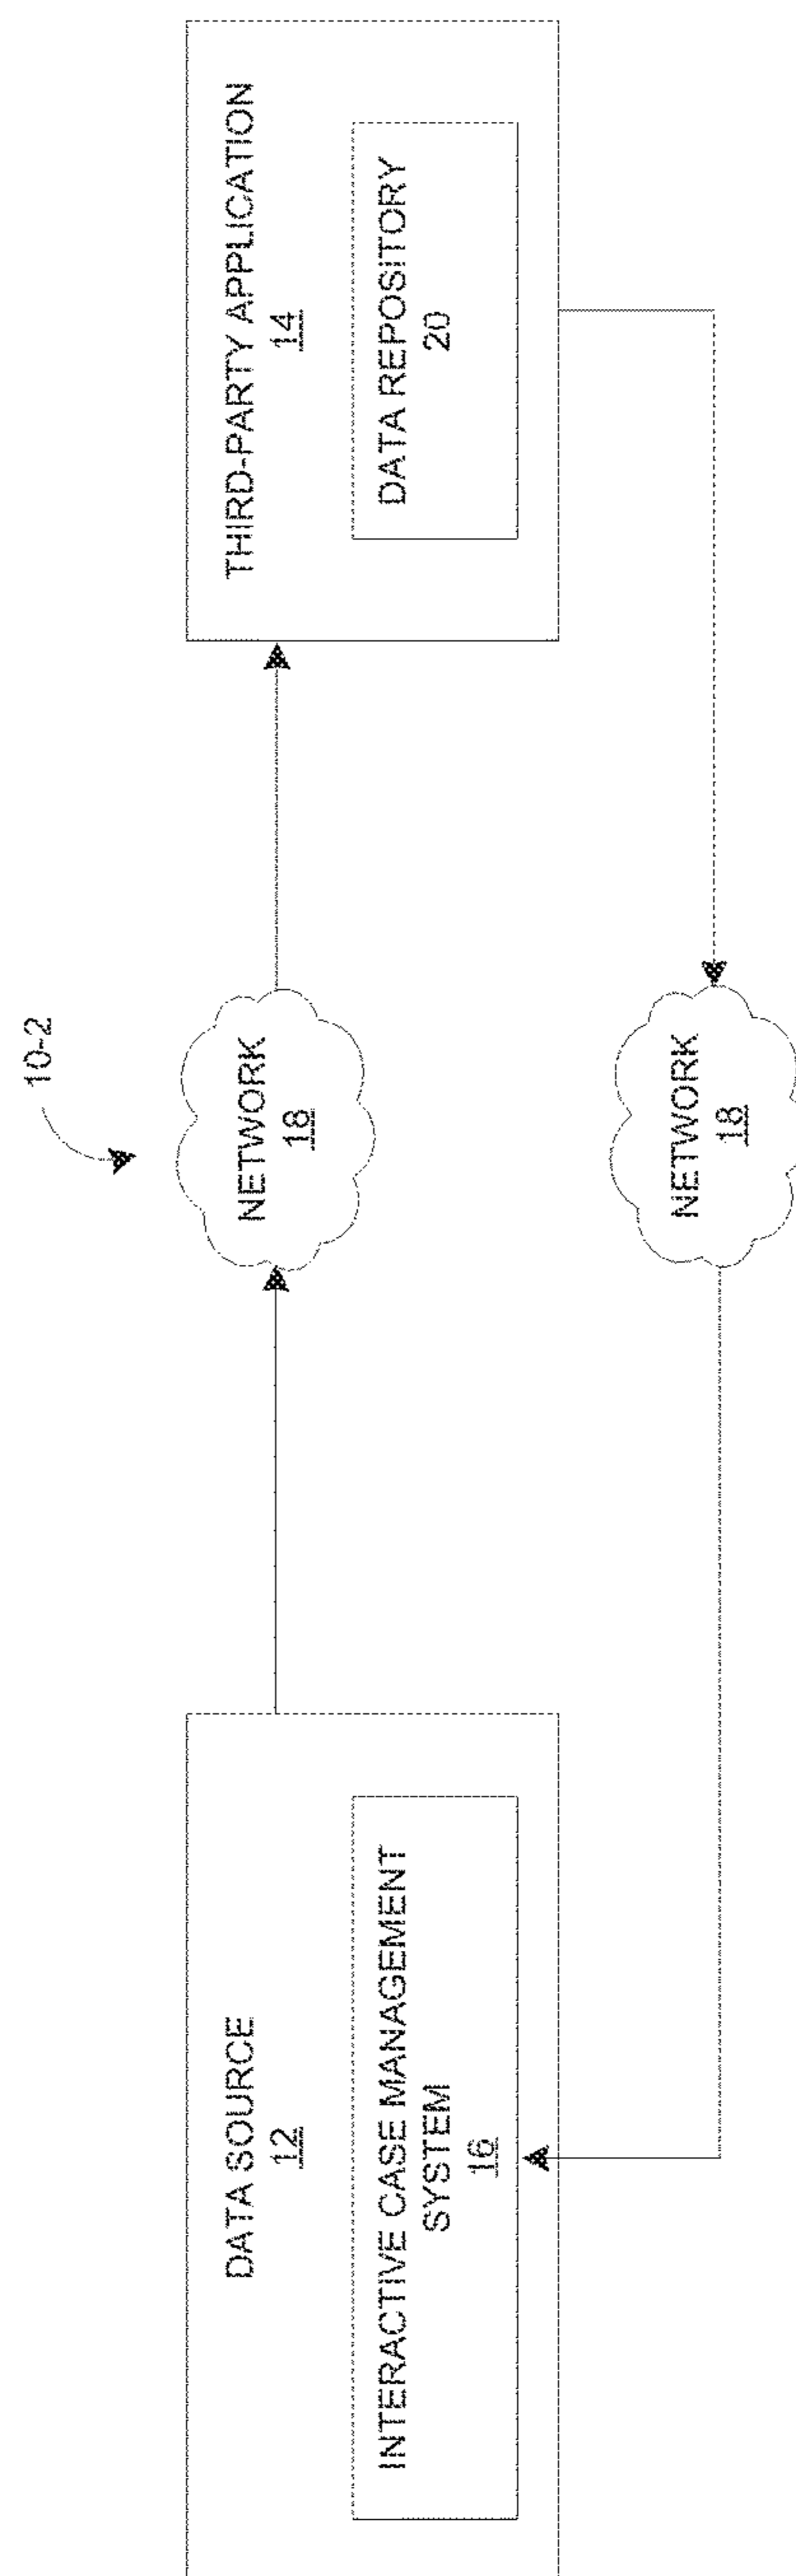 10-2
DATA SOURCE
12
INTERACTIVE CASE MANAGEMENT
SYSTEM
16
NETWORK
18
THIRD-PARTY APPLICATION
14
DATA REPOSITORY
20
NETWORK
18